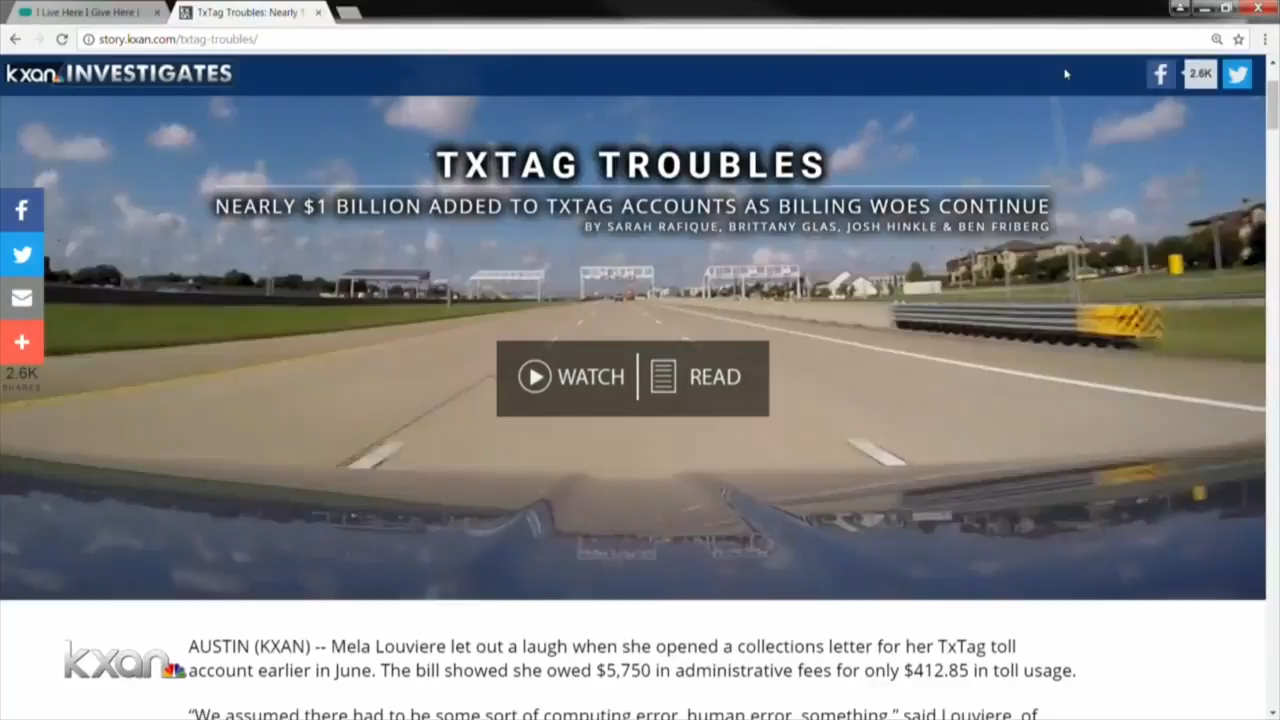 I Live Here I Give Here |
TxTag Troubles: Nearly
story.kxan.com/txtag-troubles/
kxan INVESTIGATES
2.6K
TXTAG TROUBLES
NEARLY $1 BILLION ADDED TO TXTAG ACCOUNTS AS BILLING WOES CONTINUE
BY SARAH RAFIQUE, BRITTANY GLAS, JOSH HINKLE & BEN FRIBERG
WATCH | READ
2.6K
SHARES
kxan
AUSTIN (KXAN) -- Mela Louviere let out a laugh when she opened a collections letter for her TxTag toll
account earlier in June. The bill showed she owed $5,750 in administrative fees for only $412.85 in toll usage.
“We assumed there had to be some sort of computing error, human error, something,” said Louviere, of